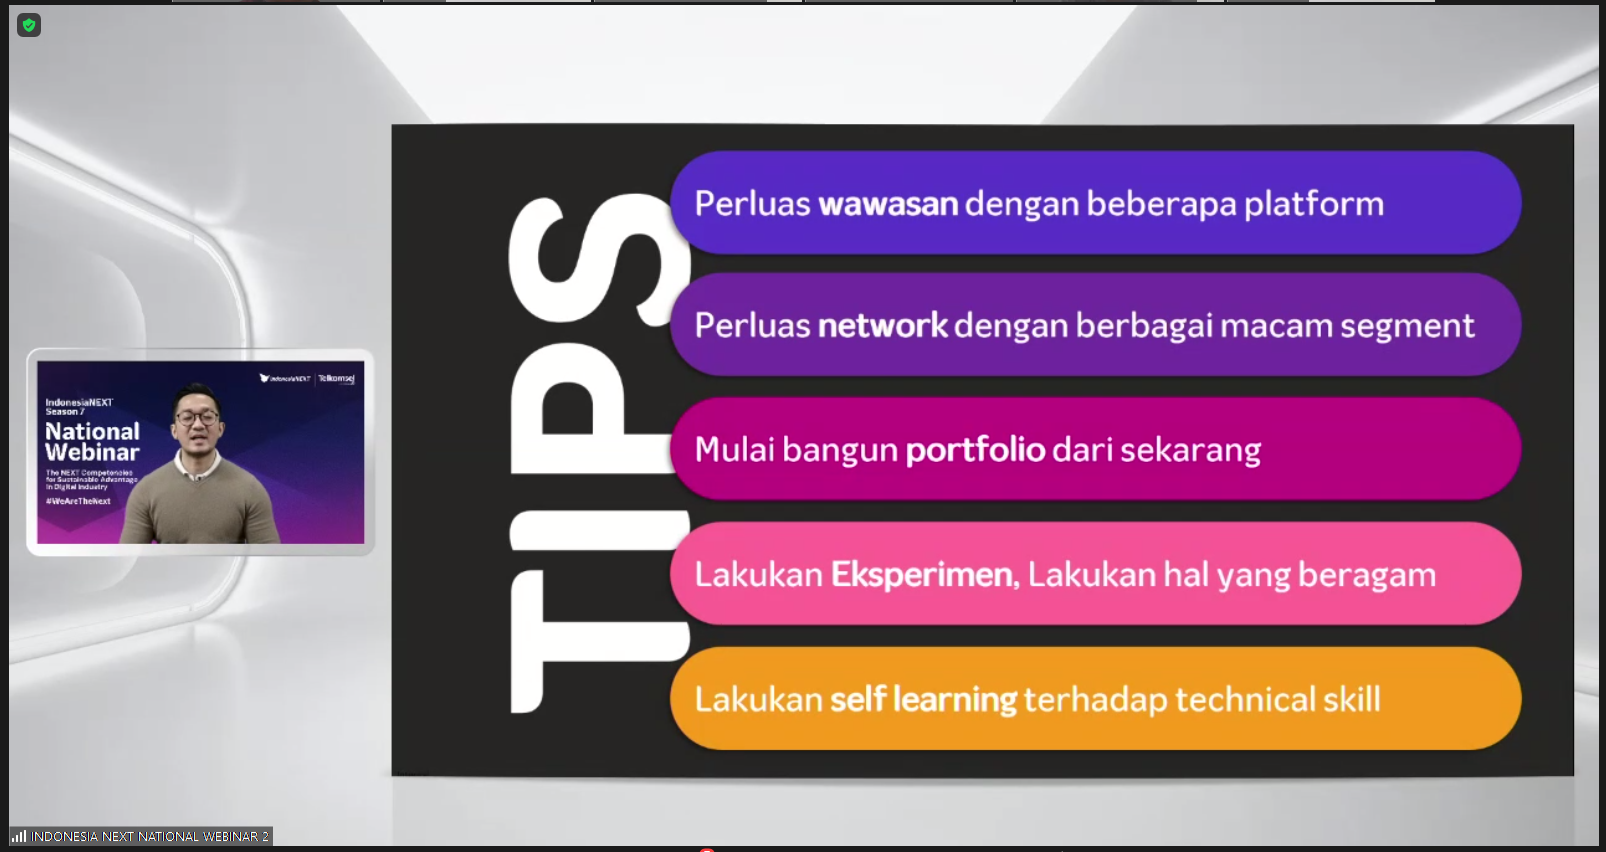 IndonesiaNEXT | Telkomsel
IndonesiaNEXT
Season 7
National
Webinar
The NEXT Competencies
for Sustainable Advantage
in Digital Industry
#WeAreTheNext
TIPS
Perluas wawasan dengan beberapa platform
Perluas network dengan berbagai macam segment
Mulai bangun portfolio dari sekarang
Lakukan Eksperimen, Lakukan hal yang beragam
Lakukan self learning terhadap technical skill
INDONESIA NEXT NATIONAL WEBINAR 2